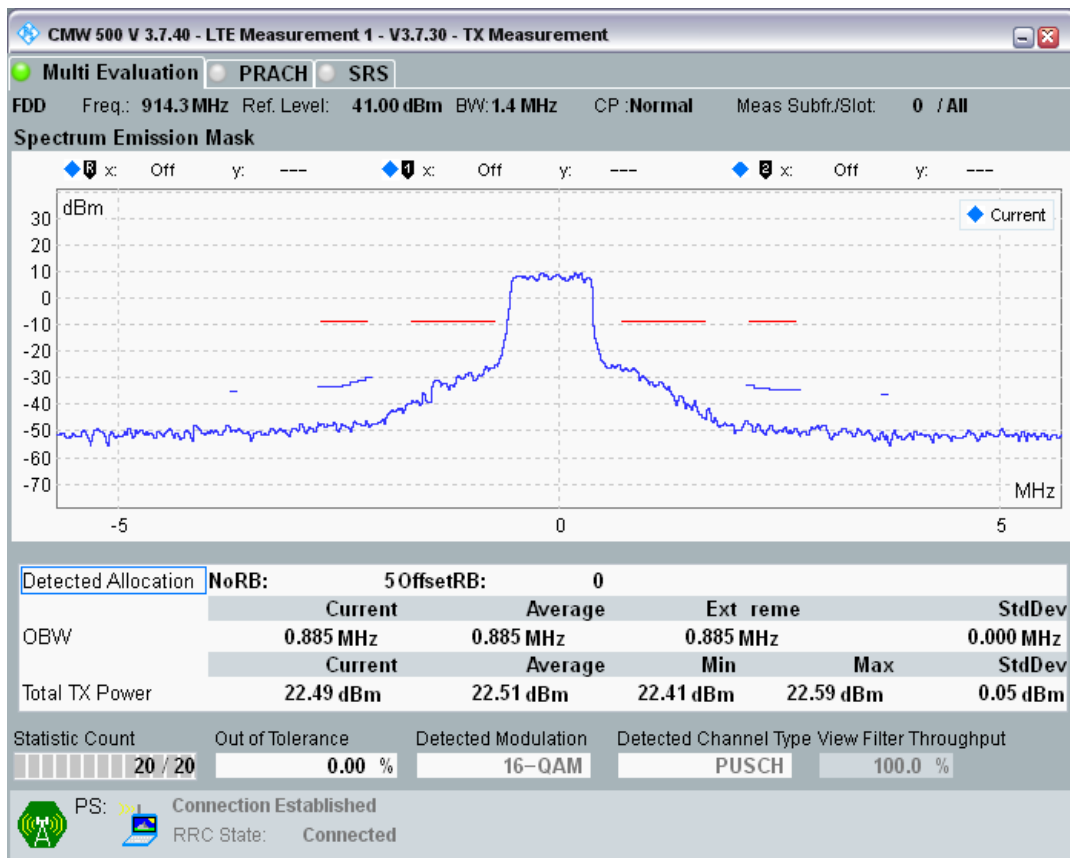 CMW 500 V 3.7.40 - LTE Measurement 1 - V3.7.30 - TX Measurement
Multi Evaluation PRACH SRS
FDD Freq.: 914.3 MHz Ref. Level: 41.00 dBm BW: 1.4 MHz CP :Normal Meas Subfr./Slot: 0 / All
Spectrum Emission Mask
R x: Off y: --- 1 x: Off y: --- 2 x: Off y: ---
dBm
Current
30
20
10
0
-10
-20
-30
-40
-50
-60
-70
MHz
-5 0 5
Detected Allocation NoRB: 5 OffsetRB: 0
Current Average Ext reme StdDev
OBW 0.885 MHz 0.885 MHz 0.885 MHz 0.000 MHz
Current Average Min Max StdDev
Total TX Power 22.49 dBm 22.51 dBm 22.41 dBm 22.59 dBm 0.05 dBm
Statistic Count Out of Tolerance Detected Modulation Detected Channel Type View Filter Throughput
20 / 20 0.00 % 16-QAM PUSCH 100.0 %
PS: Connection Established
RRC State: Connected